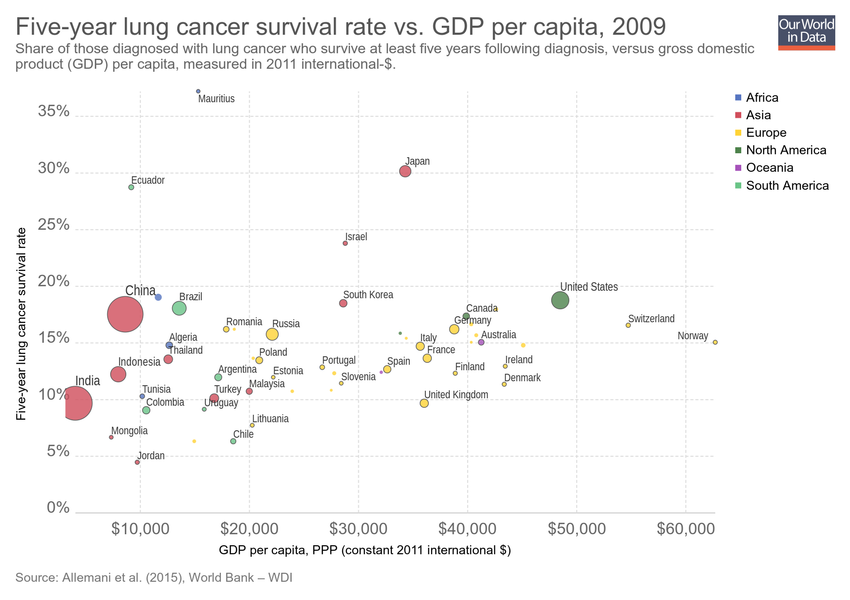 Five-year lung cancer survival rate vs. GDP per capita, 2009
Our World
in Data
Share of those diagnosed with lung cancer who survive at least five years following diagnosis, versus gross domestic
product (GDP) per capita, measured in 2011 international-$.
Five-year lung cancer survival rate
35%
30%
25%
20%
15%
10%
5%
0%
Mauritius
Japan
Ecuador
Israel
China
Brazil
South Korea
United States
Canada
Romania
Russia
Germany
Switzerland
Algeria
Thailand
Italy
Australia
Norway
Indonesia
Poland
Portugal
Spain
France
Finland
Ireland
Argentina
Estonia
Slovenia
Denmark
India
Tunisia
Turkey
Malaysia
Colombia
Uruguay
United Kingdom
Mongolia
Lithuania
Chile
Jordan
$10,000
$20,000
$30,000
$40,000
$50,000
$60,000
GDP per capita, PPP (constant 2011 international $)
Africa
Asia
Europe
North America
Oceania
South America
Source: Allemani et al. (2015), World Bank – WDI